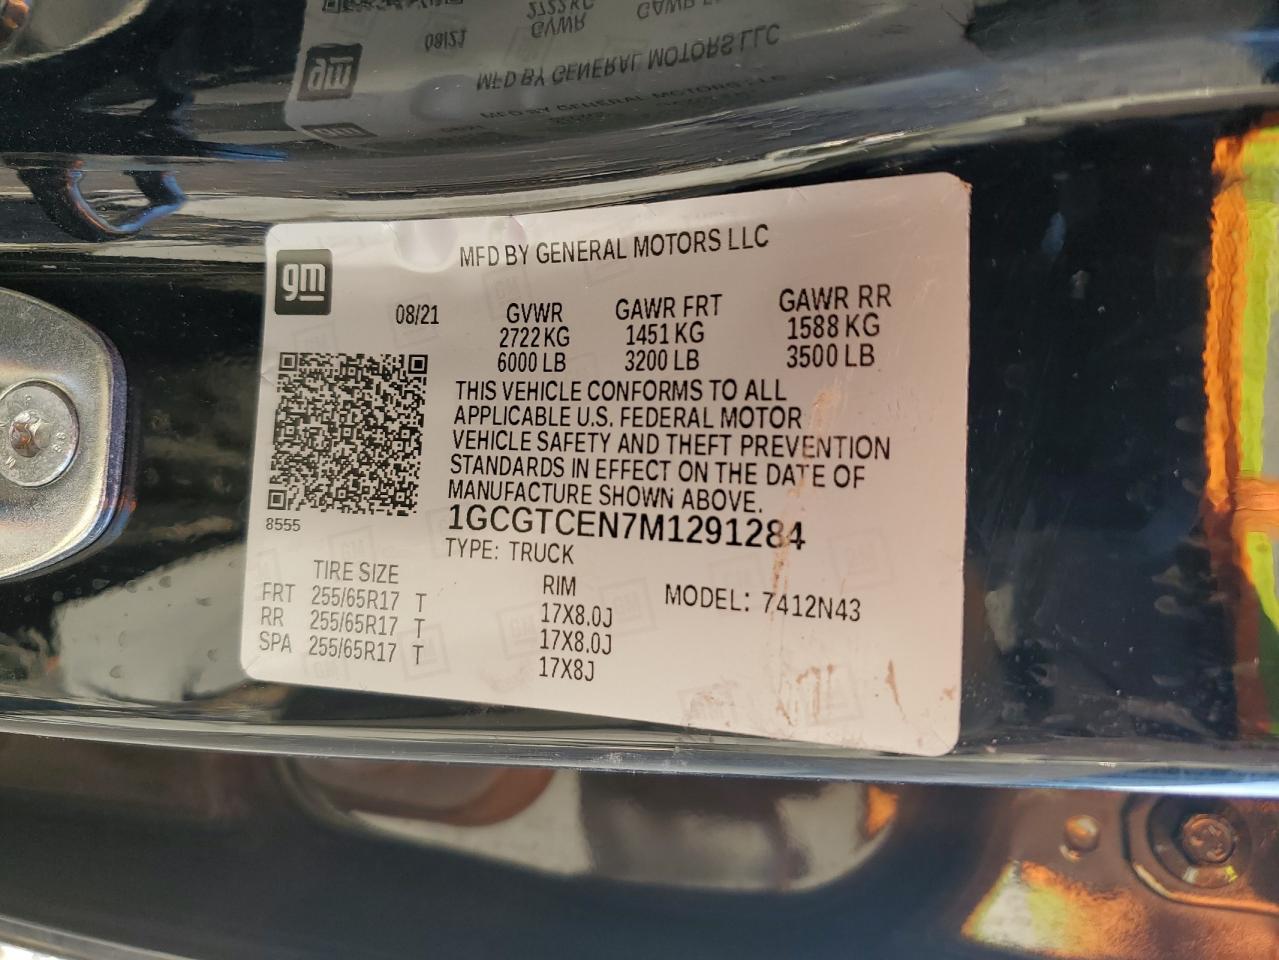 MFD BY GENERAL MOTORS LLC
gm
08/21
GVWR GAWR FRT GAWR RR
2722 KG 1451 KG 1588 KG
6000 LB 3200 LB 3500 LB
THIS VEHICLE CONFORMS TO ALL
APPLICABLE U.S. FEDERAL MOTOR
VEHICLE SAFETY AND THEFT PREVENTION
STANDARDS IN EFFECT ON THE DATE OF
MANUFACTURE SHOWN ABOVE.
8555
1GCGTCEN7M1291284
TYPE: TRUCK
TIRE SIZE RIM MODEL: 7412N43
FRT 255/65R17 T 17X8.0J
RR 255/65R17 T 17X8.0J
SPA 255/65R17 T 17X8J